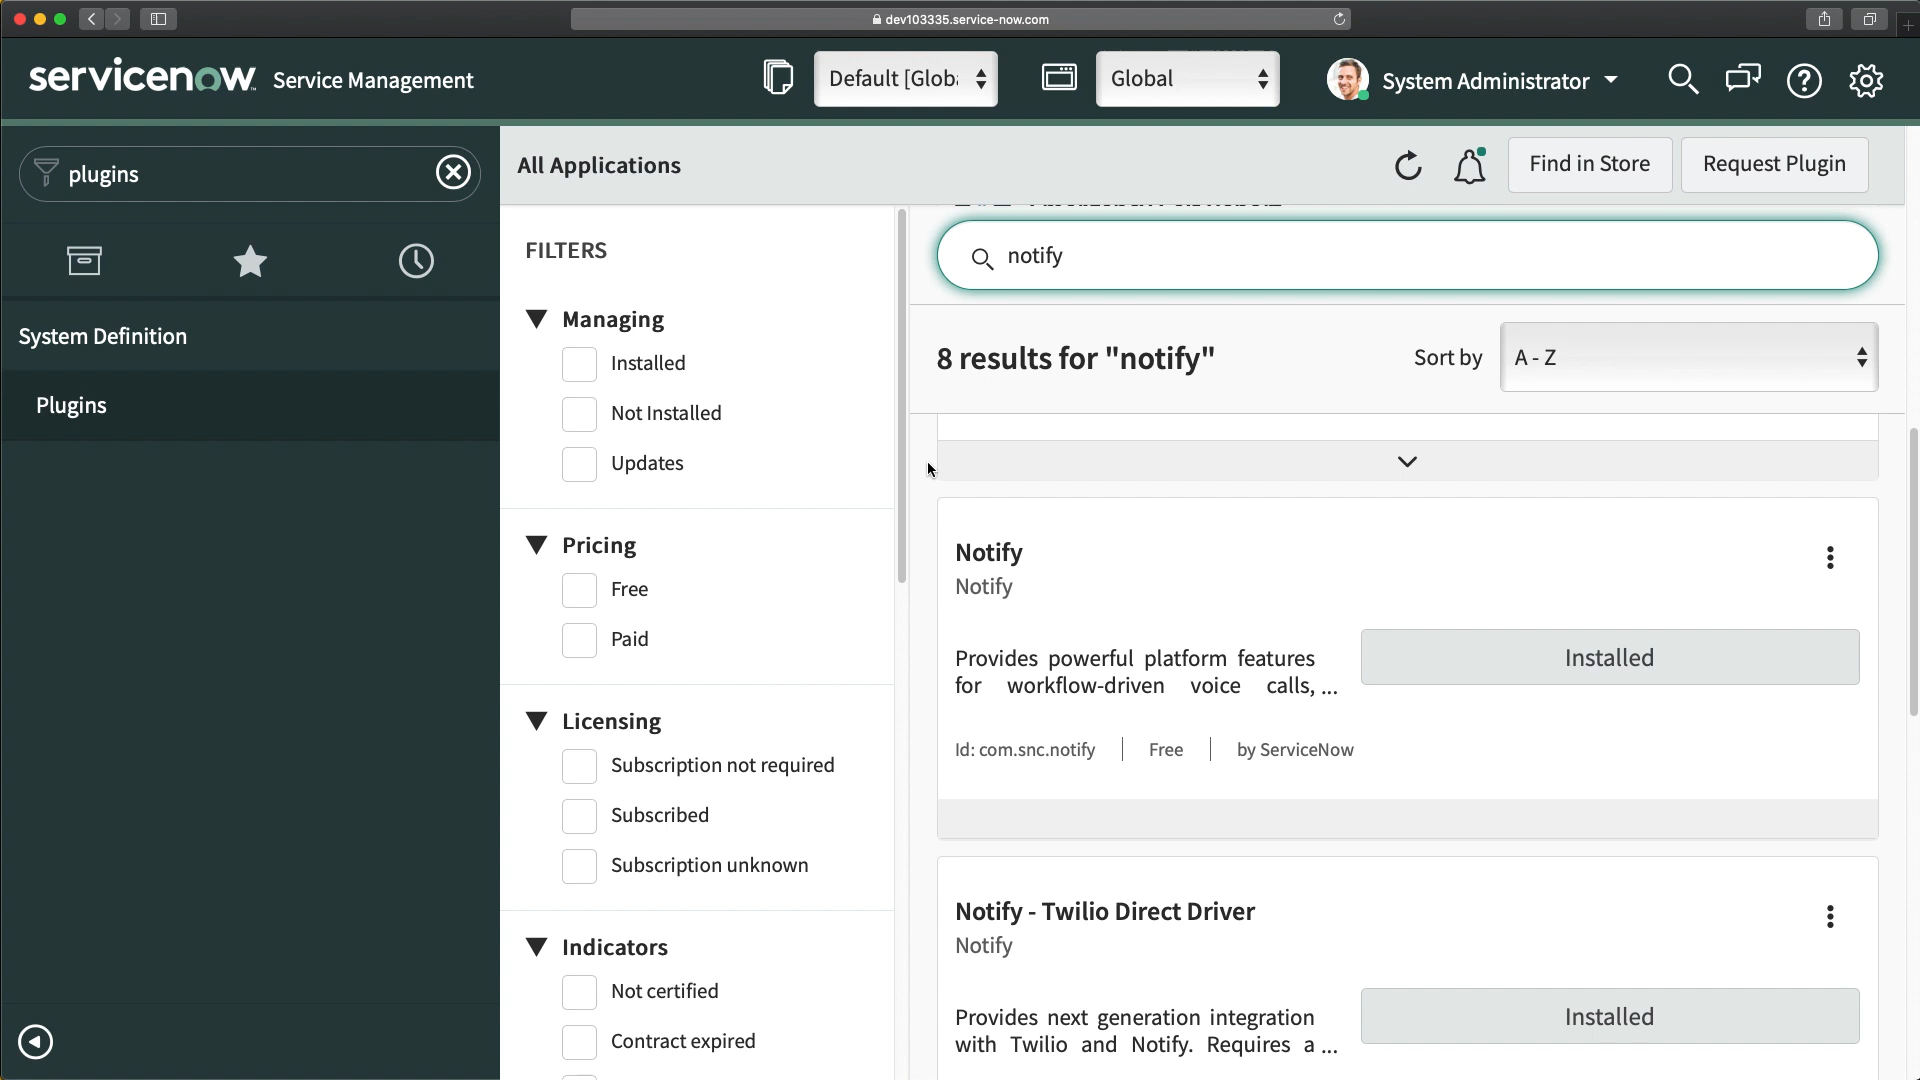 dev103335.service-now.com
servicenow Service Management
Default [Globa
Global
System Administrator
plugins
System Definition
Plugins
All Applications
Find in Store
Request Plugin
FILTERS
Managing
Installed
Not Installed
Updates
Pricing
Free
Paid
Licensing
Subscription not required
Subscribed
Subscription unknown
Indicators
Not certified
Contract expired
notify
8 results for "notify"
Sort by
A - Z
Notify
Notify
Provides powerful platform features
for workflow-driven voice calls, ...
Installed
Id: com.snc.notify
Free
by ServiceNow
Notify - Twilio Direct Driver
Notify
Provides next generation integration
with Twilio and Notify. Requires a ...
Installed